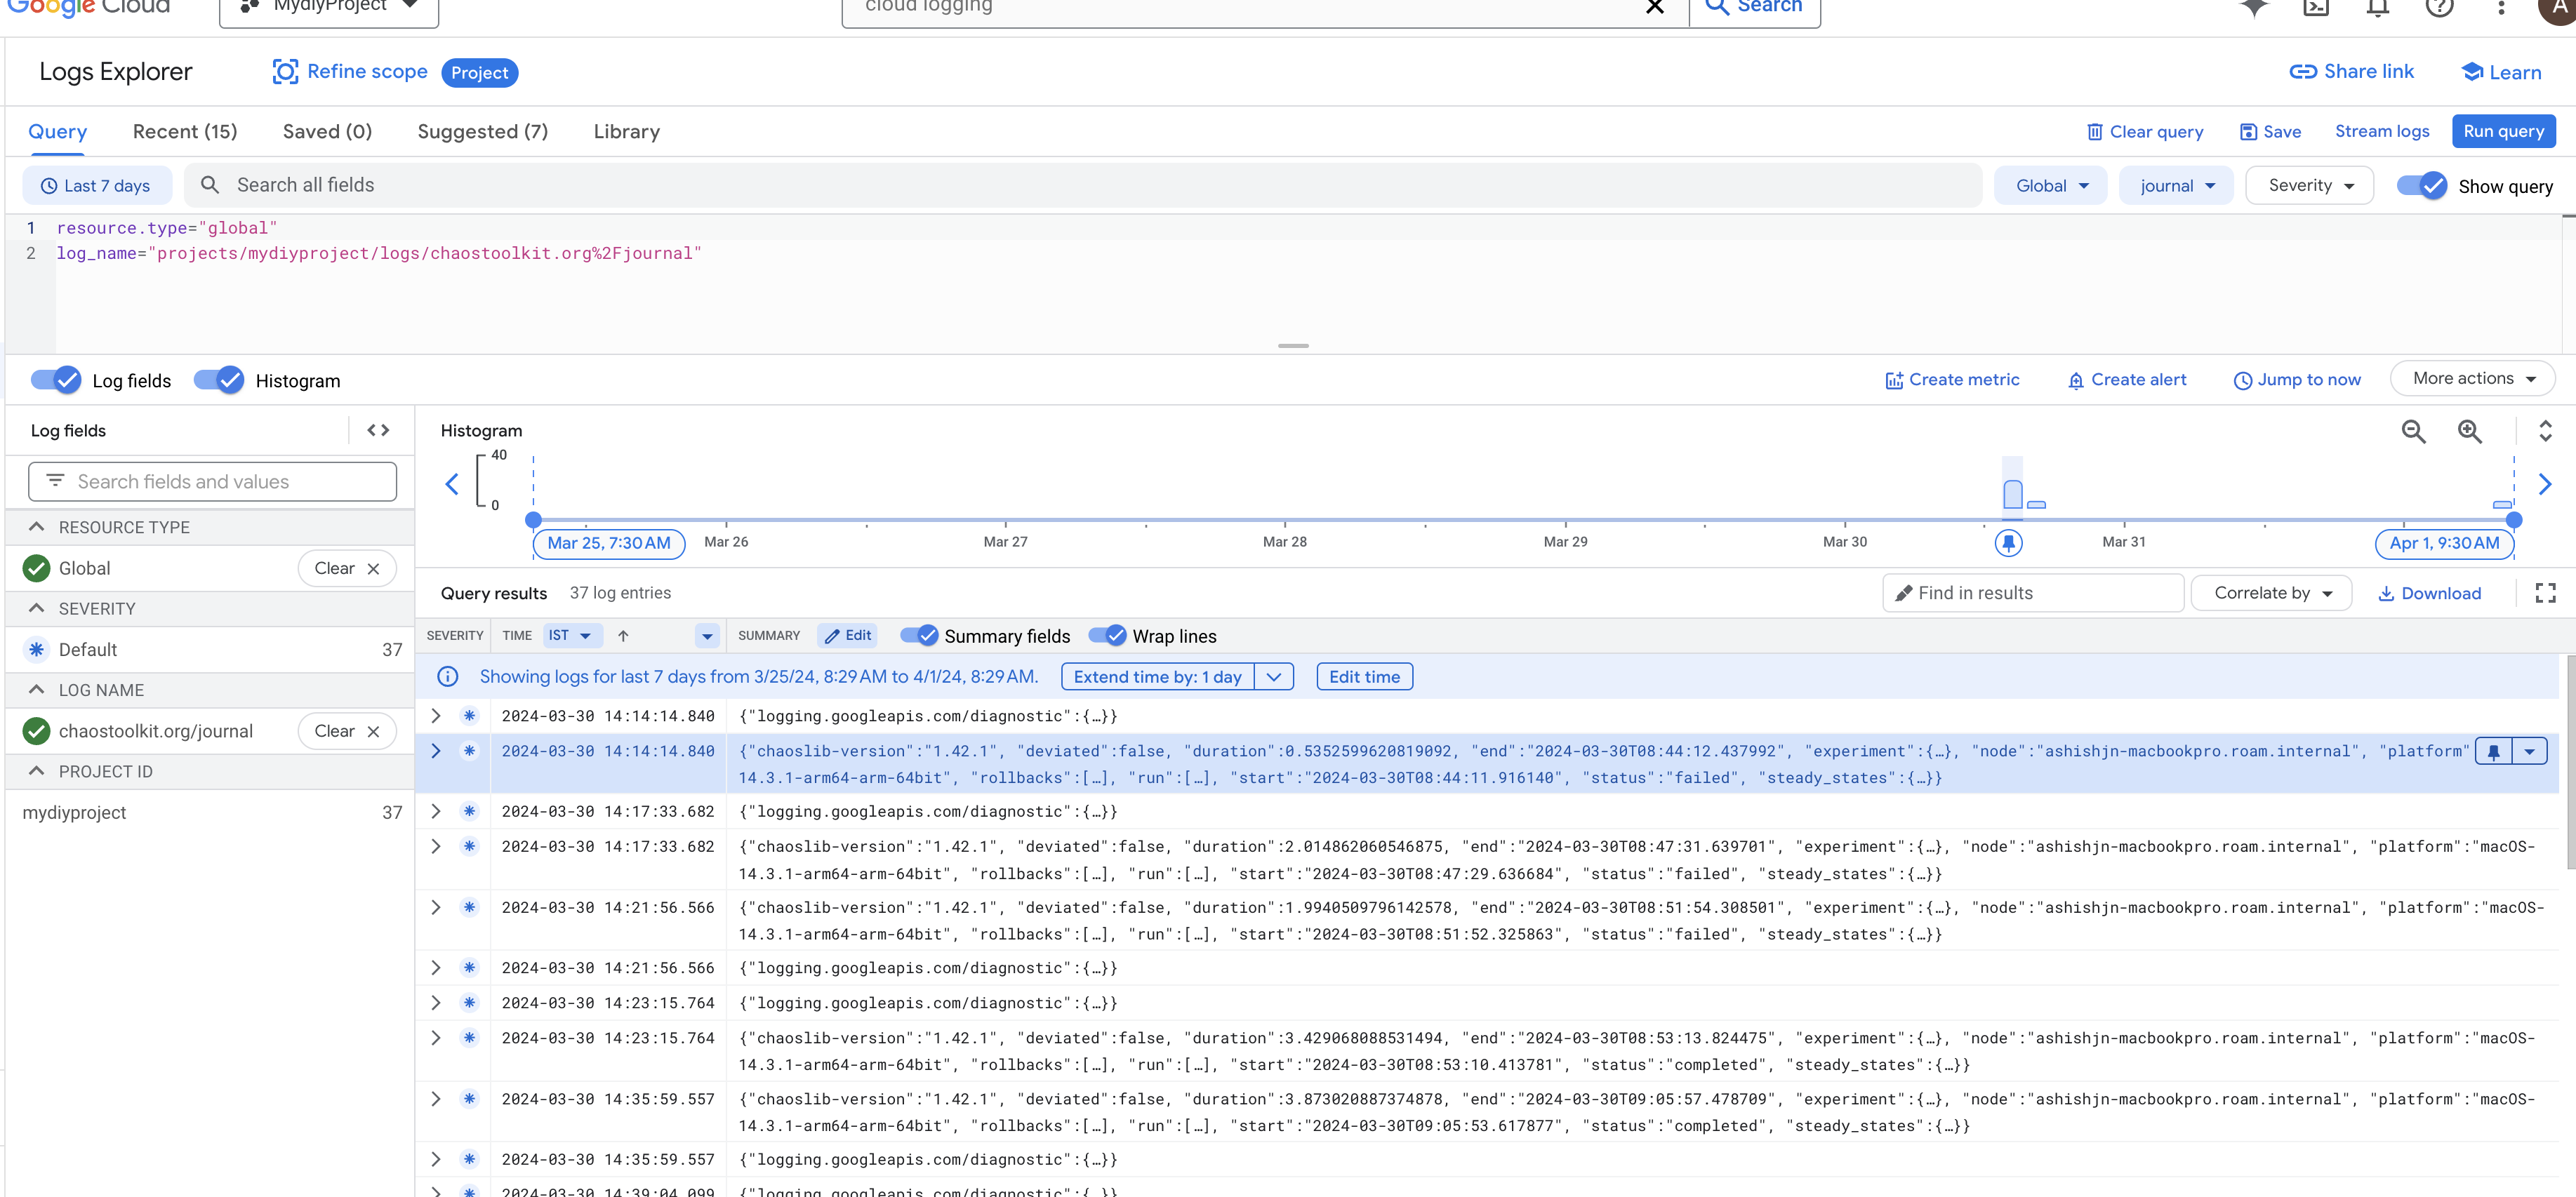 Google Cloud
MydiyProject
cloud logging
Search
A
Logs Explorer
Refine scope
Project
Share link
Learn
Query
Recent (15)
Saved (0)
Suggested (7)
Library
Clear query
Save
Stream logs
Run query
Last 7 days
Search all fields
Global
journal
Severity
Show query
1 resource.type="global"
2 log_name="projects/mydiyproject/logs/chaostoolkit.org%2Fjournal"
Log fields
Histogram
Create metric
Create alert
Jump to now
More actions
Log fields
Search fields and values
RESOURCE TYPE
Global
Clear
SEVERITY
Default 37
LOG NAME
chaostoolkit.org/journal
Clear
PROJECT ID
mydiyproject 37
Histogram
40
0
Mar 25, 7:30 AM
Mar 26
Mar 27
Mar 28
Mar 29
Mar 30
Mar 31
Apr 1, 9:30 AM
Query results 37 log entries
Find in results
Correlate by
Download
SEVERITY TIME IST SUMMARY Edit Summary fields Wrap lines
Showing logs for last 7 days from 3/25/24, 8:29 AM to 4/1/24, 8:29 AM. Extend time by: 1 day Edit time
2024-03-30 14:14:14.840 {"logging.googleapis.com/diagnostic":{…}}
2024-03-30 14:14:14.840 {"chaoslib-version":"1.42.1", "deviated":false, "duration":0.5352599620819092, "end":"2024-03-30T08:44:12.437992", "experiment":{…}, "node":"ashishjn-macbookpro.roam.internal", "platform"
14.3.1-arm64-arm-64bit", "rollbacks":[…], "run":[…], "start":"2024-03-30T08:44:11.916140", "status":"failed", "steady_states":{…}}
2024-03-30 14:17:33.682 {"logging.googleapis.com/diagnostic":{…}}
2024-03-30 14:17:33.682 {"chaoslib-version":"1.42.1", "deviated":false, "duration":2.014862060546875, "end":"2024-03-30T08:47:31.639701", "experiment":{…}, "node":"ashishjn-macbookpro.roam.internal", "platform":"macOS-
14.3.1-arm64-arm-64bit", "rollbacks":[…], "run":[…], "start":"2024-03-30T08:47:29.636684", "status":"failed", "steady_states":{…}}
2024-03-30 14:21:56.566 {"chaoslib-version":"1.42.1", "deviated":false, "duration":1.9940509796142578, "end":"2024-03-30T08:51:54.308501", "experiment":{…}, "node":"ashishjn-macbookpro.roam.internal", "platform":"macOS-
14.3.1-arm64-arm-64bit", "rollbacks":[…], "run":[…], "start":"2024-03-30T08:51:52.325863", "status":"failed", "steady_states":{…}}
2024-03-30 14:21:56.566 {"logging.googleapis.com/diagnostic":{…}}
2024-03-30 14:23:15.764 {"logging.googleapis.com/diagnostic":{…}}
2024-03-30 14:23:15.764 {"chaoslib-version":"1.42.1", "deviated":false, "duration":3.429068088531494, "end":"2024-03-30T08:53:13.824475", "experiment":{…}, "node":"ashishjn-macbookpro.roam.internal", "platform":"macOS-
14.3.1-arm64-arm-64bit", "rollbacks":[…], "run":[…], "start":"2024-03-30T08:53:10.413781", "status":"completed", "steady_states":{…}}
2024-03-30 14:35:59.557 {"chaoslib-version":"1.42.1", "deviated":false, "duration":3.873020887374878, "end":"2024-03-30T09:05:57.478709", "experiment":{…}, "node":"ashishjn-macbookpro.roam.internal", "platform":"macOS-
14.3.1-arm64-arm-64bit", "rollbacks":[…], "run":[…], "start":"2024-03-30T09:05:53.617877", "status":"completed", "steady_states":{…}}
2024-03-30 14:35:59.557 {"logging.googleapis.com/diagnostic":{…}}
2024-03-30 14:39:04.099 {"logging.googleapis.com/diagnostic":{…}}